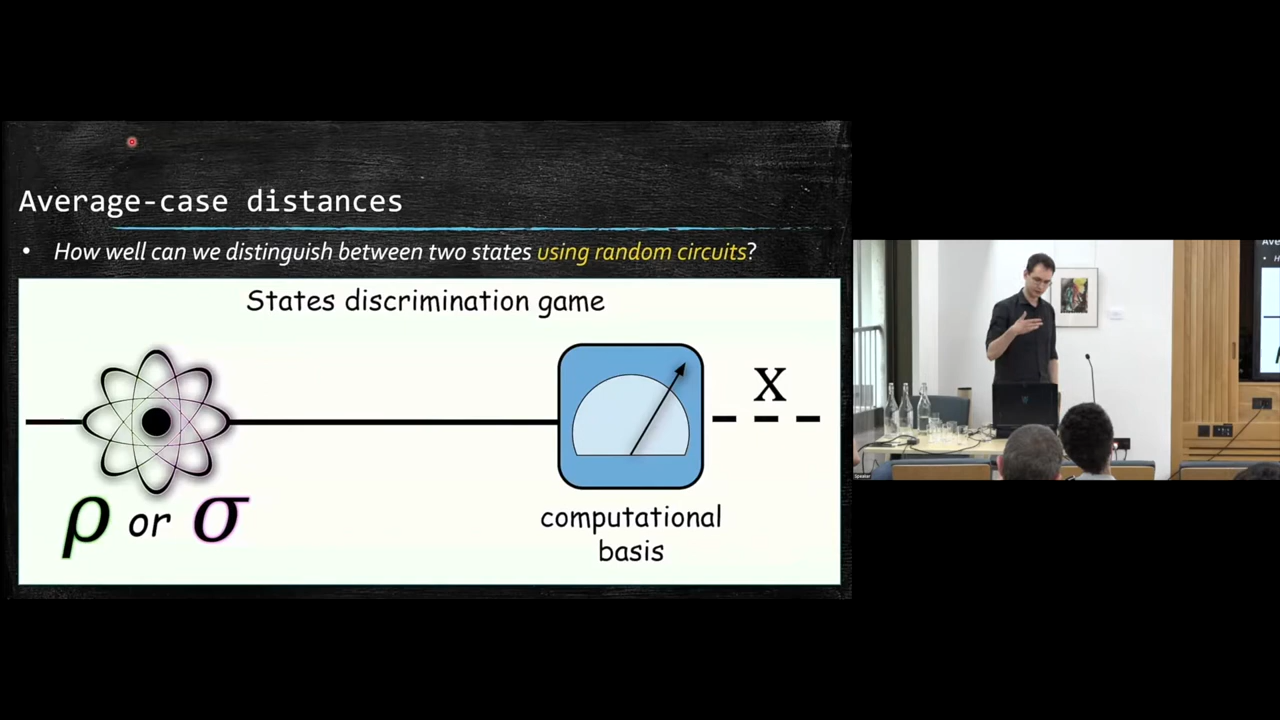 Average-case distances
• How well can we distinguish between two states using random circuits?
States discrimination game
x
ρ or σ
computational
basis
Speaker